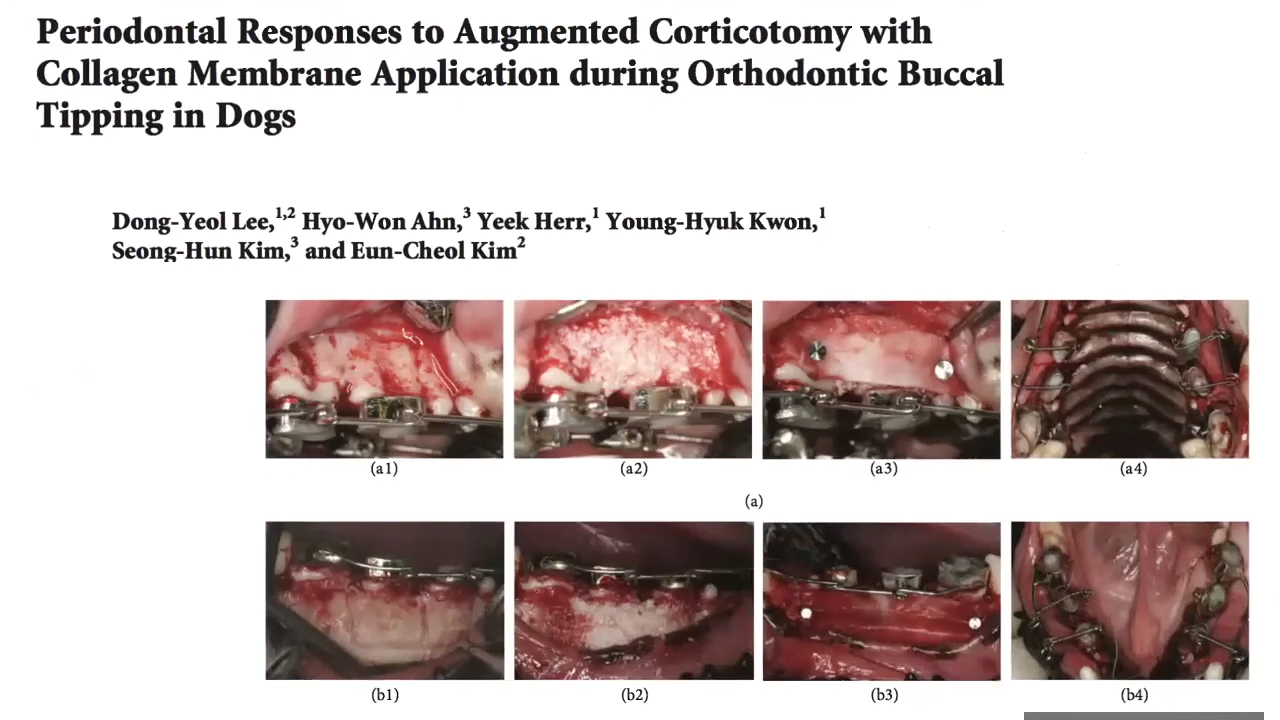 Periodontal Responses to Augmented Corticotomy with
Collagen Membrane Application during Orthodontic Buccal
Tipping in Dogs
Dong-Yeol Lee,1,2 Hyo-Won Ahn,3 Yeek Herr,1 Young-Hyuk Kwon,1
Seong-Hun Kim,3 and Eun-Cheol Kim2
(a1) (a2) (a3) (a4)
(a)
(b1) (b2) (b3) (b4)